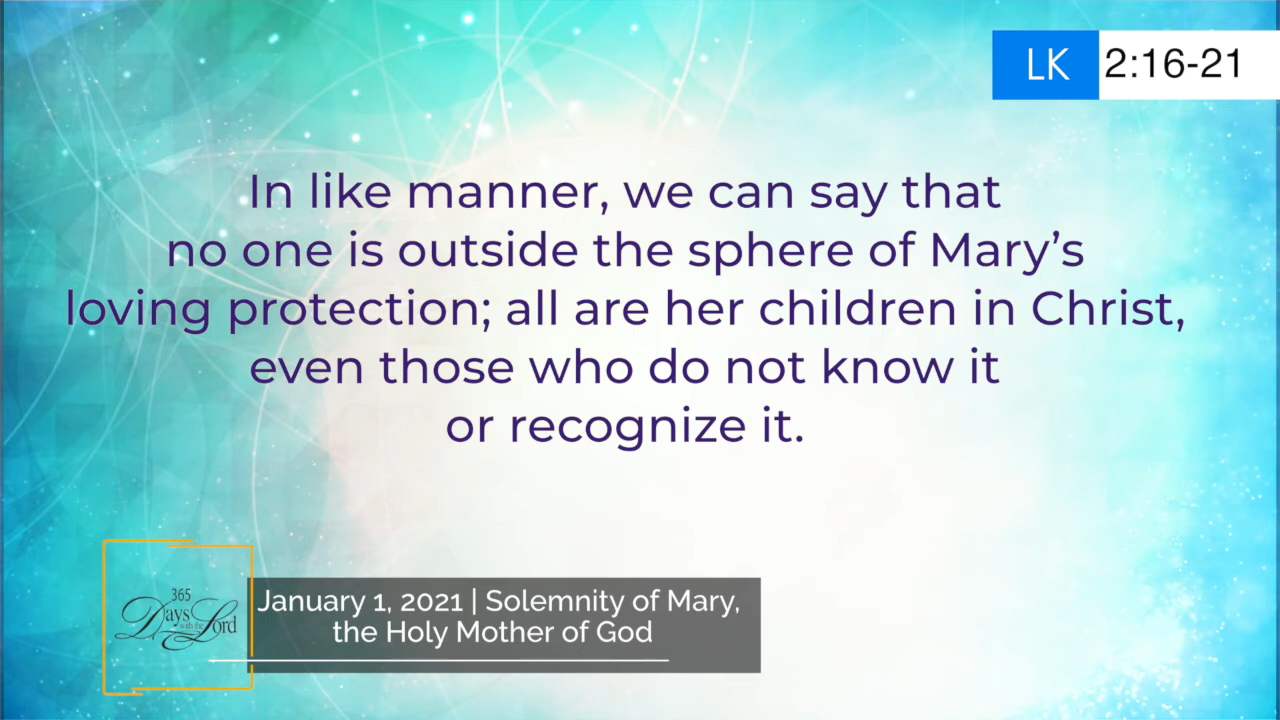 LK 2:16-21
In like manner, we can say that
no one is outside the sphere of Mary’s
loving protection; all are her children in Christ,
even those who do not know it
or recognize it.
365
Days with the Lord
January 1, 2021 | Solemnity of Mary,
the Holy Mother of God